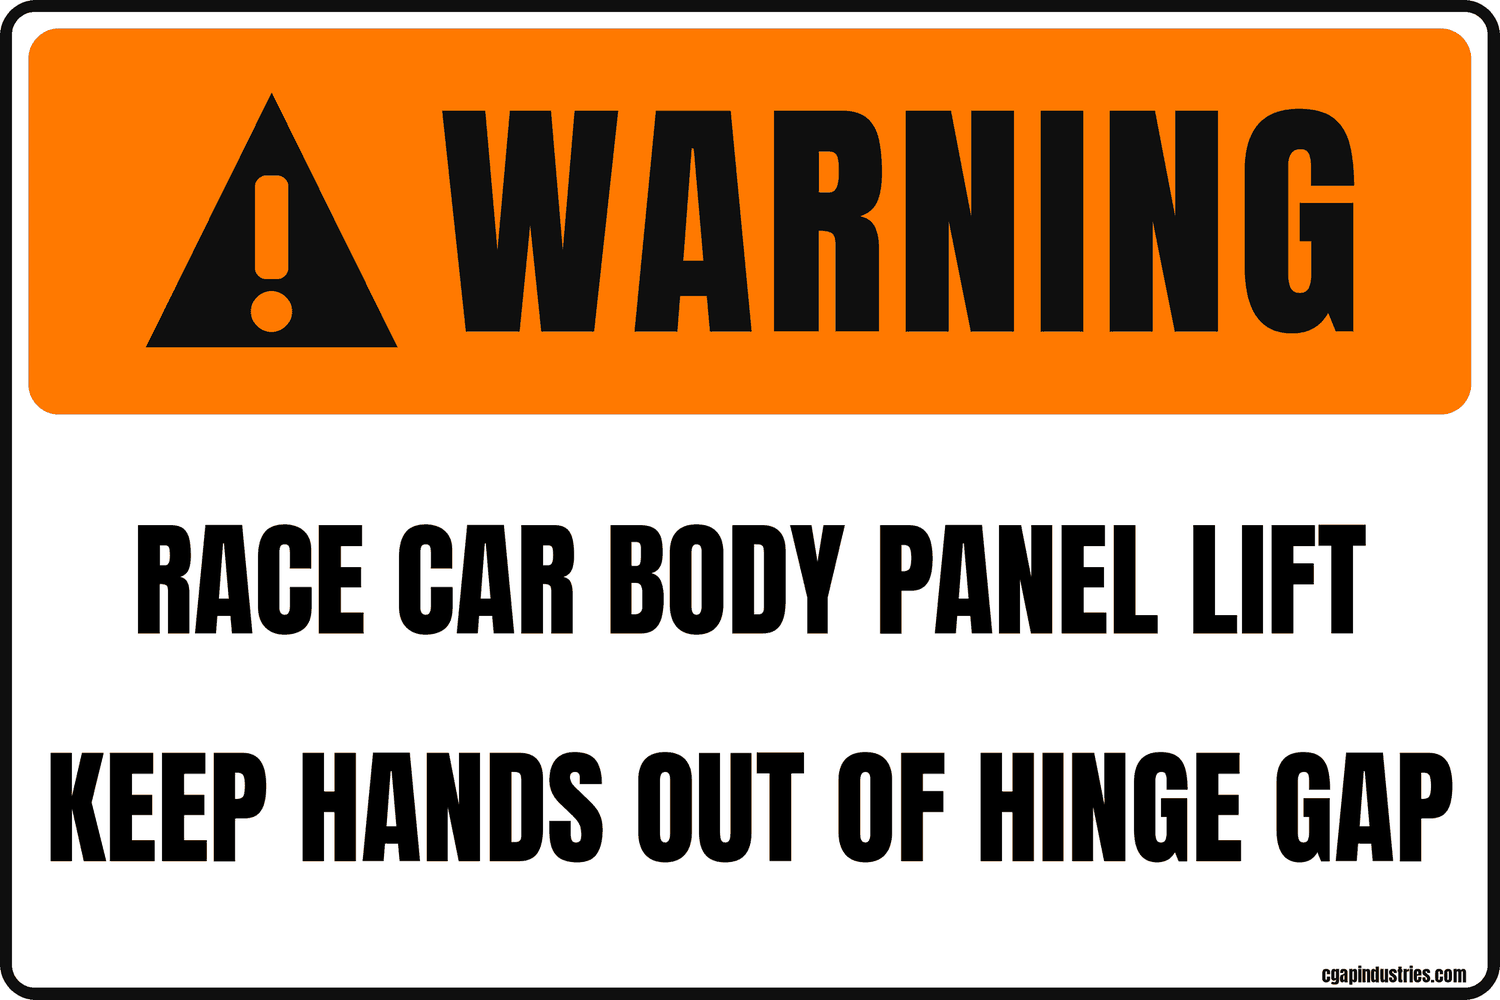 WARNING
RACE CAR BODY PANEL LIFT
KEEP HANDS OUT OF HINGE GAP
cgapindustries.com